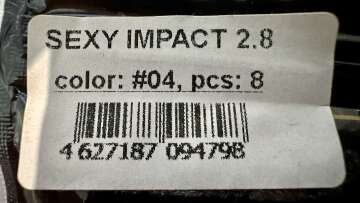 SEXY IMPACT 2.8
color: #04, pcs: 8
4 627187 094798